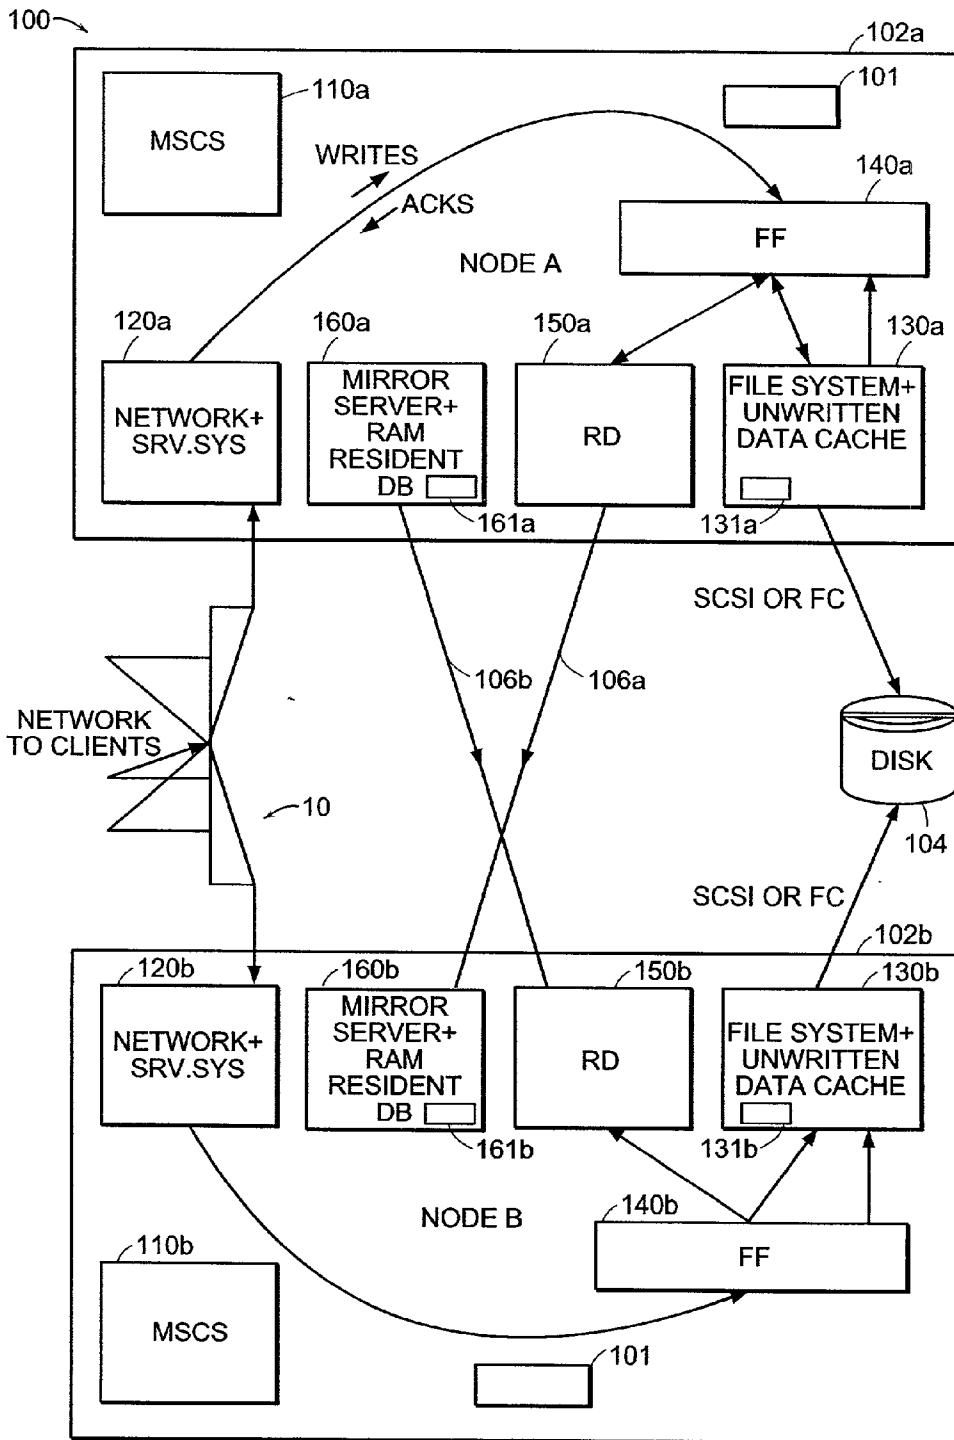 100
102a
110a
101
MSCS
WRITES
ACKS
140a
FF
NODE A
120a
160a
150a
130a
NETWORK+
SRV.SYS
MIRROR
SERVER+
RAM
RESIDENT
DB
161a
RD
FILE SYSTEM+
UNWRITTEN
DATA CACHE
131a
SCSI OR FC
106b
106a
NETWORK
TO CLIENTS
10
DISK
104
SCSI OR FC
102b
120b
160b
150b
130b
NETWORK+
SRV.SYS
MIRROR
SERVER+
RAM
RESIDENT
DB
161b
RD
FILE SYSTEM+
UNWRITTEN
DATA CACHE
131b
NODE B
140b
FF
110b
MSCS
101